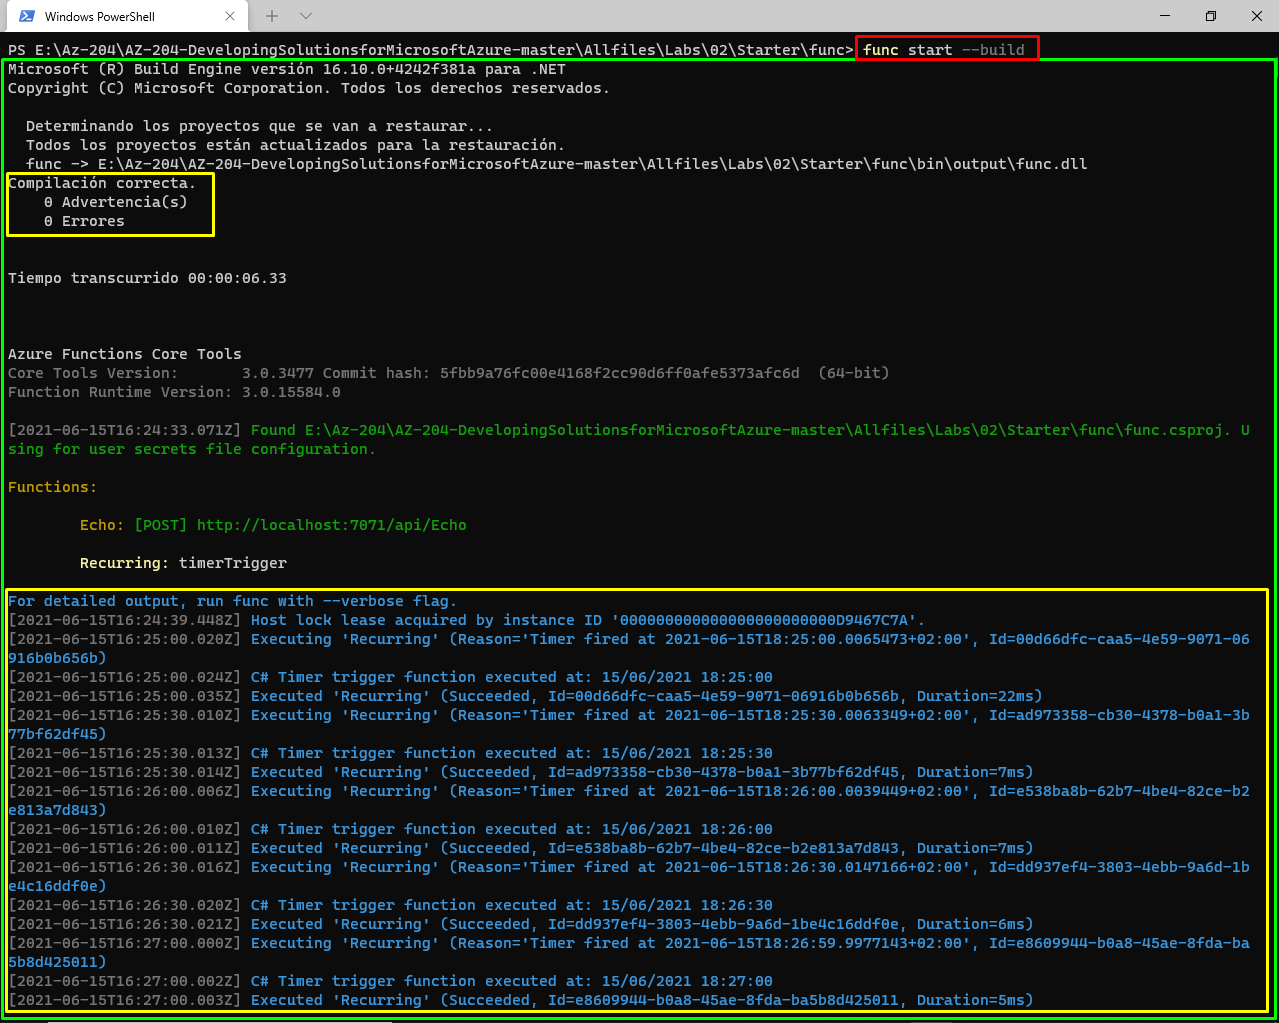 Windows PowerShell
PS E:\Az-204\AZ-204-DevelopingSolutionsforMicrosoftAzure-master\Allfiles\Labs\02\Starter\func> func start --build
Microsoft (R) Build Engine versión 16.10.0+4242f381a para .NET
Copyright (C) Microsoft Corporation. Todos los derechos reservados.
Determinando los proyectos que se van a restaurar...
Todos los proyectos están actualizados para la restauración.
func -> E:\Az-204\AZ-204-DevelopingSolutionsforMicrosoftAzure-master\Allfiles\Labs\02\Starter\func\bin\output\func.dll
Compilación correcta.
0 Advertencia(s)
0 Errores
Tiempo transcurrido 00:00:06.33
Azure Functions Core Tools
Core Tools Version:       3.0.3477 Commit hash: 5fbb9a76fc00e4168f2cc90d6ff0afe5373afc6d  (64-bit)
Function Runtime Version: 3.0.15584.0
[2021-06-15T16:24:33.071Z] Found E:\Az-204\AZ-204-DevelopingSolutionsforMicrosoftAzure-master\Allfiles\Labs\02\Starter\func\func.csproj. U
sing for user secrets file configuration.
Functions:
Echo: [POST] http://localhost:7071/api/Echo
Recurring: timerTrigger
For detailed output, run func with --verbose flag.
[2021-06-15T16:24:39.448Z] Host lock lease acquired by instance ID '000000000000000000000000D9467C7A'.
[2021-06-15T16:25:00.020Z] Executing 'Recurring' (Reason='Timer fired at 2021-06-15T18:25:00.0065473+02:00', Id=00d66dfc-caa5-4e59-9071-06
916b0b656b)
[2021-06-15T16:25:00.024Z] C# Timer trigger function executed at: 15/06/2021 18:25:00
[2021-06-15T16:25:00.035Z] Executed 'Recurring' (Succeeded, Id=00d66dfc-caa5-4e59-9071-06916b0b656b, Duration=22ms)
[2021-06-15T16:25:30.010Z] Executing 'Recurring' (Reason='Timer fired at 2021-06-15T18:25:30.0063349+02:00', Id=ad973358-cb30-4378-b0a1-3b
77bf62df45)
[2021-06-15T16:25:30.013Z] C# Timer trigger function executed at: 15/06/2021 18:25:30
[2021-06-15T16:25:30.014Z] Executed 'Recurring' (Succeeded, Id=ad973358-cb30-4378-b0a1-3b77bf62df45, Duration=7ms)
[2021-06-15T16:26:00.006Z] Executing 'Recurring' (Reason='Timer fired at 2021-06-15T18:26:00.0039449+02:00', Id=e538ba8b-62b7-4be4-82ce-b2
e813a7d843)
[2021-06-15T16:26:00.010Z] C# Timer trigger function executed at: 15/06/2021 18:26:00
[2021-06-15T16:26:00.011Z] Executed 'Recurring' (Succeeded, Id=e538ba8b-62b7-4be4-82ce-b2e813a7d843, Duration=7ms)
[2021-06-15T16:26:30.016Z] Executing 'Recurring' (Reason='Timer fired at 2021-06-15T18:26:30.0147166+02:00', Id=dd937ef4-3803-4ebb-9a6d-1b
e4c16ddf0e)
[2021-06-15T16:26:30.020Z] C# Timer trigger function executed at: 15/06/2021 18:26:30
[2021-06-15T16:26:30.021Z] Executed 'Recurring' (Succeeded, Id=dd937ef4-3803-4ebb-9a6d-1be4c16ddf0e, Duration=6ms)
[2021-06-15T16:27:00.000Z] Executing 'Recurring' (Reason='Timer fired at 2021-06-15T18:26:59.9977143+02:00', Id=e8609944-b0a8-45ae-8fda-ba
5b8d425011)
[2021-06-15T16:27:00.002Z] C# Timer trigger function executed at: 15/06/2021 18:27:00
[2021-06-15T16:27:00.003Z] Executed 'Recurring' (Succeeded, Id=e8609944-b0a8-45ae-8fda-ba5b8d425011, Duration=5ms)